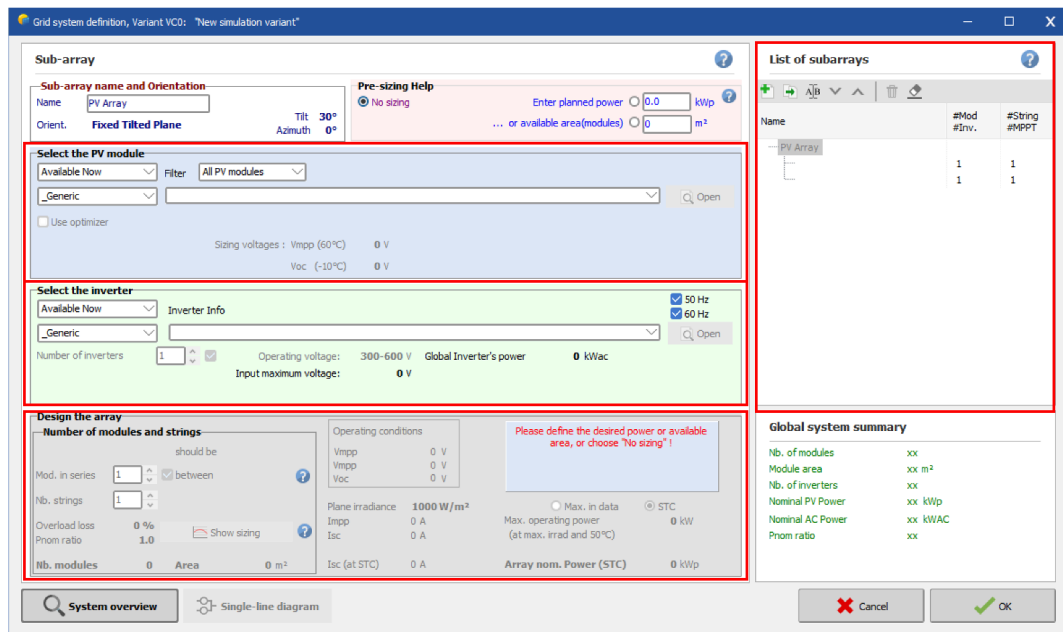 Grid system definition, Variant VC0:  "New simulation variant"
Sub-array
Sub-array name and Orientation
Name PV Array
Orient. Fixed Tilted Plane
Tilt 30°
Azimuth 0°
Pre-sizing Help
No sizing
Enter planned power 0.0 kWp
... or available area(modules) 0 m²
Select the PV module
Available Now Filter All PV modules
_Generic Open
Use optimizer
Sizing voltages : Vmpp (60°C) 0 V
Voc (-10°C) 0 V
Select the inverter
Available Now Inverter Info
50 Hz
60 Hz
_Generic Open
Number of inverters 1 Operating voltage: 300-600 V Global Inverter's power 0 kWac
Input maximum voltage: 0 V
Design the array
Number of modules and strings
should be
Mod. in series 1 between
Nb. strings 1
Overload loss 0 %
Pnom ratio 1.0
Show sizing
Nb. modules 0 Area 0 m²
Operating conditions
Vmpp 0 V
Vmpp 0 V
Voc 0 V
Plane irradiance 1000 W/m²
Impp 0 A
Isc 0 A
Isc (at STC) 0 A
Please define the desired power or available
area, or choose "No sizing" !
Max. in data STC
Max. operating power 0 kW
(at max. irrad and 50°C)
Array nom. Power (STC) 0 kWp
List of subarrays
Name
#Mod #String
#Inv. #MPPT
PV Array
1 1
1 1
Global system summary
Nb. of modules xx
Module area xx m²
Nb. of inverters xx
Nominal PV Power xx kWp
Nominal AC Power xx kWAC
Pnom ratio xx
System overview
Single-line diagram
Cancel
OK